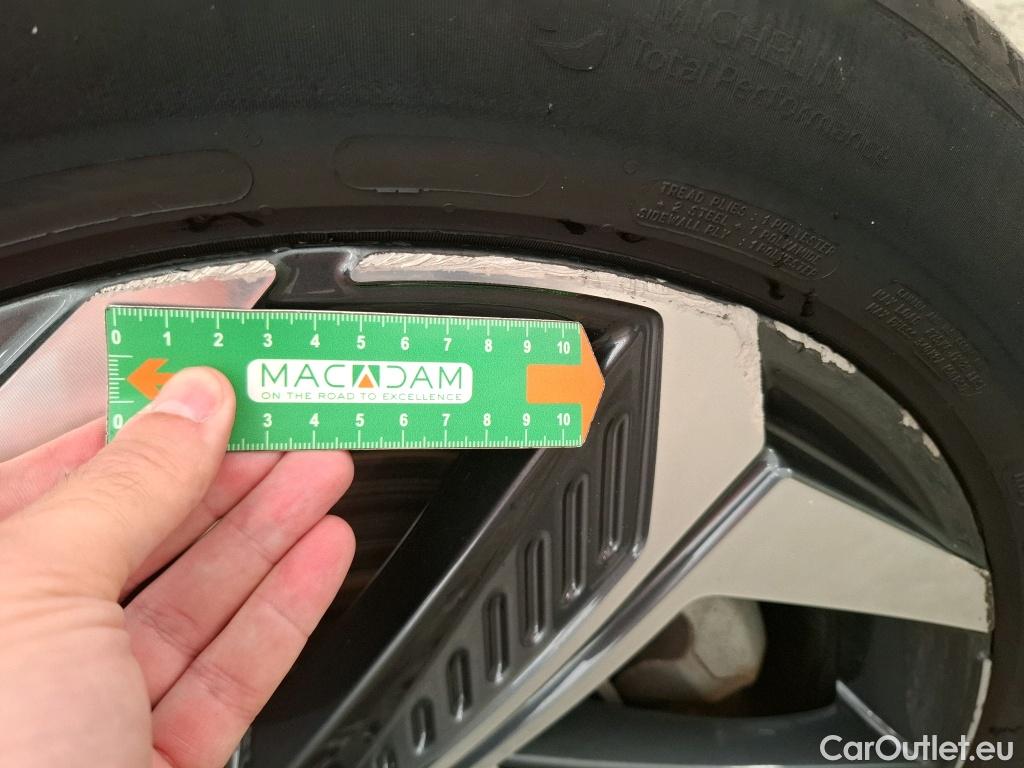 MICHELIN
Total Performance
TREAD PLIES : 1 POLYESTER
+ 2 STEEL + 1 POLYAMIDE
SIDEWALL PLY : 1 POLYESTER
0 1 2 3 4 5 6 7 8 9 10
MACADAM
ON THE ROAD TO EXCELLENCE
0 3 4 5 6 7 8 9 10
CarOutlet.eu